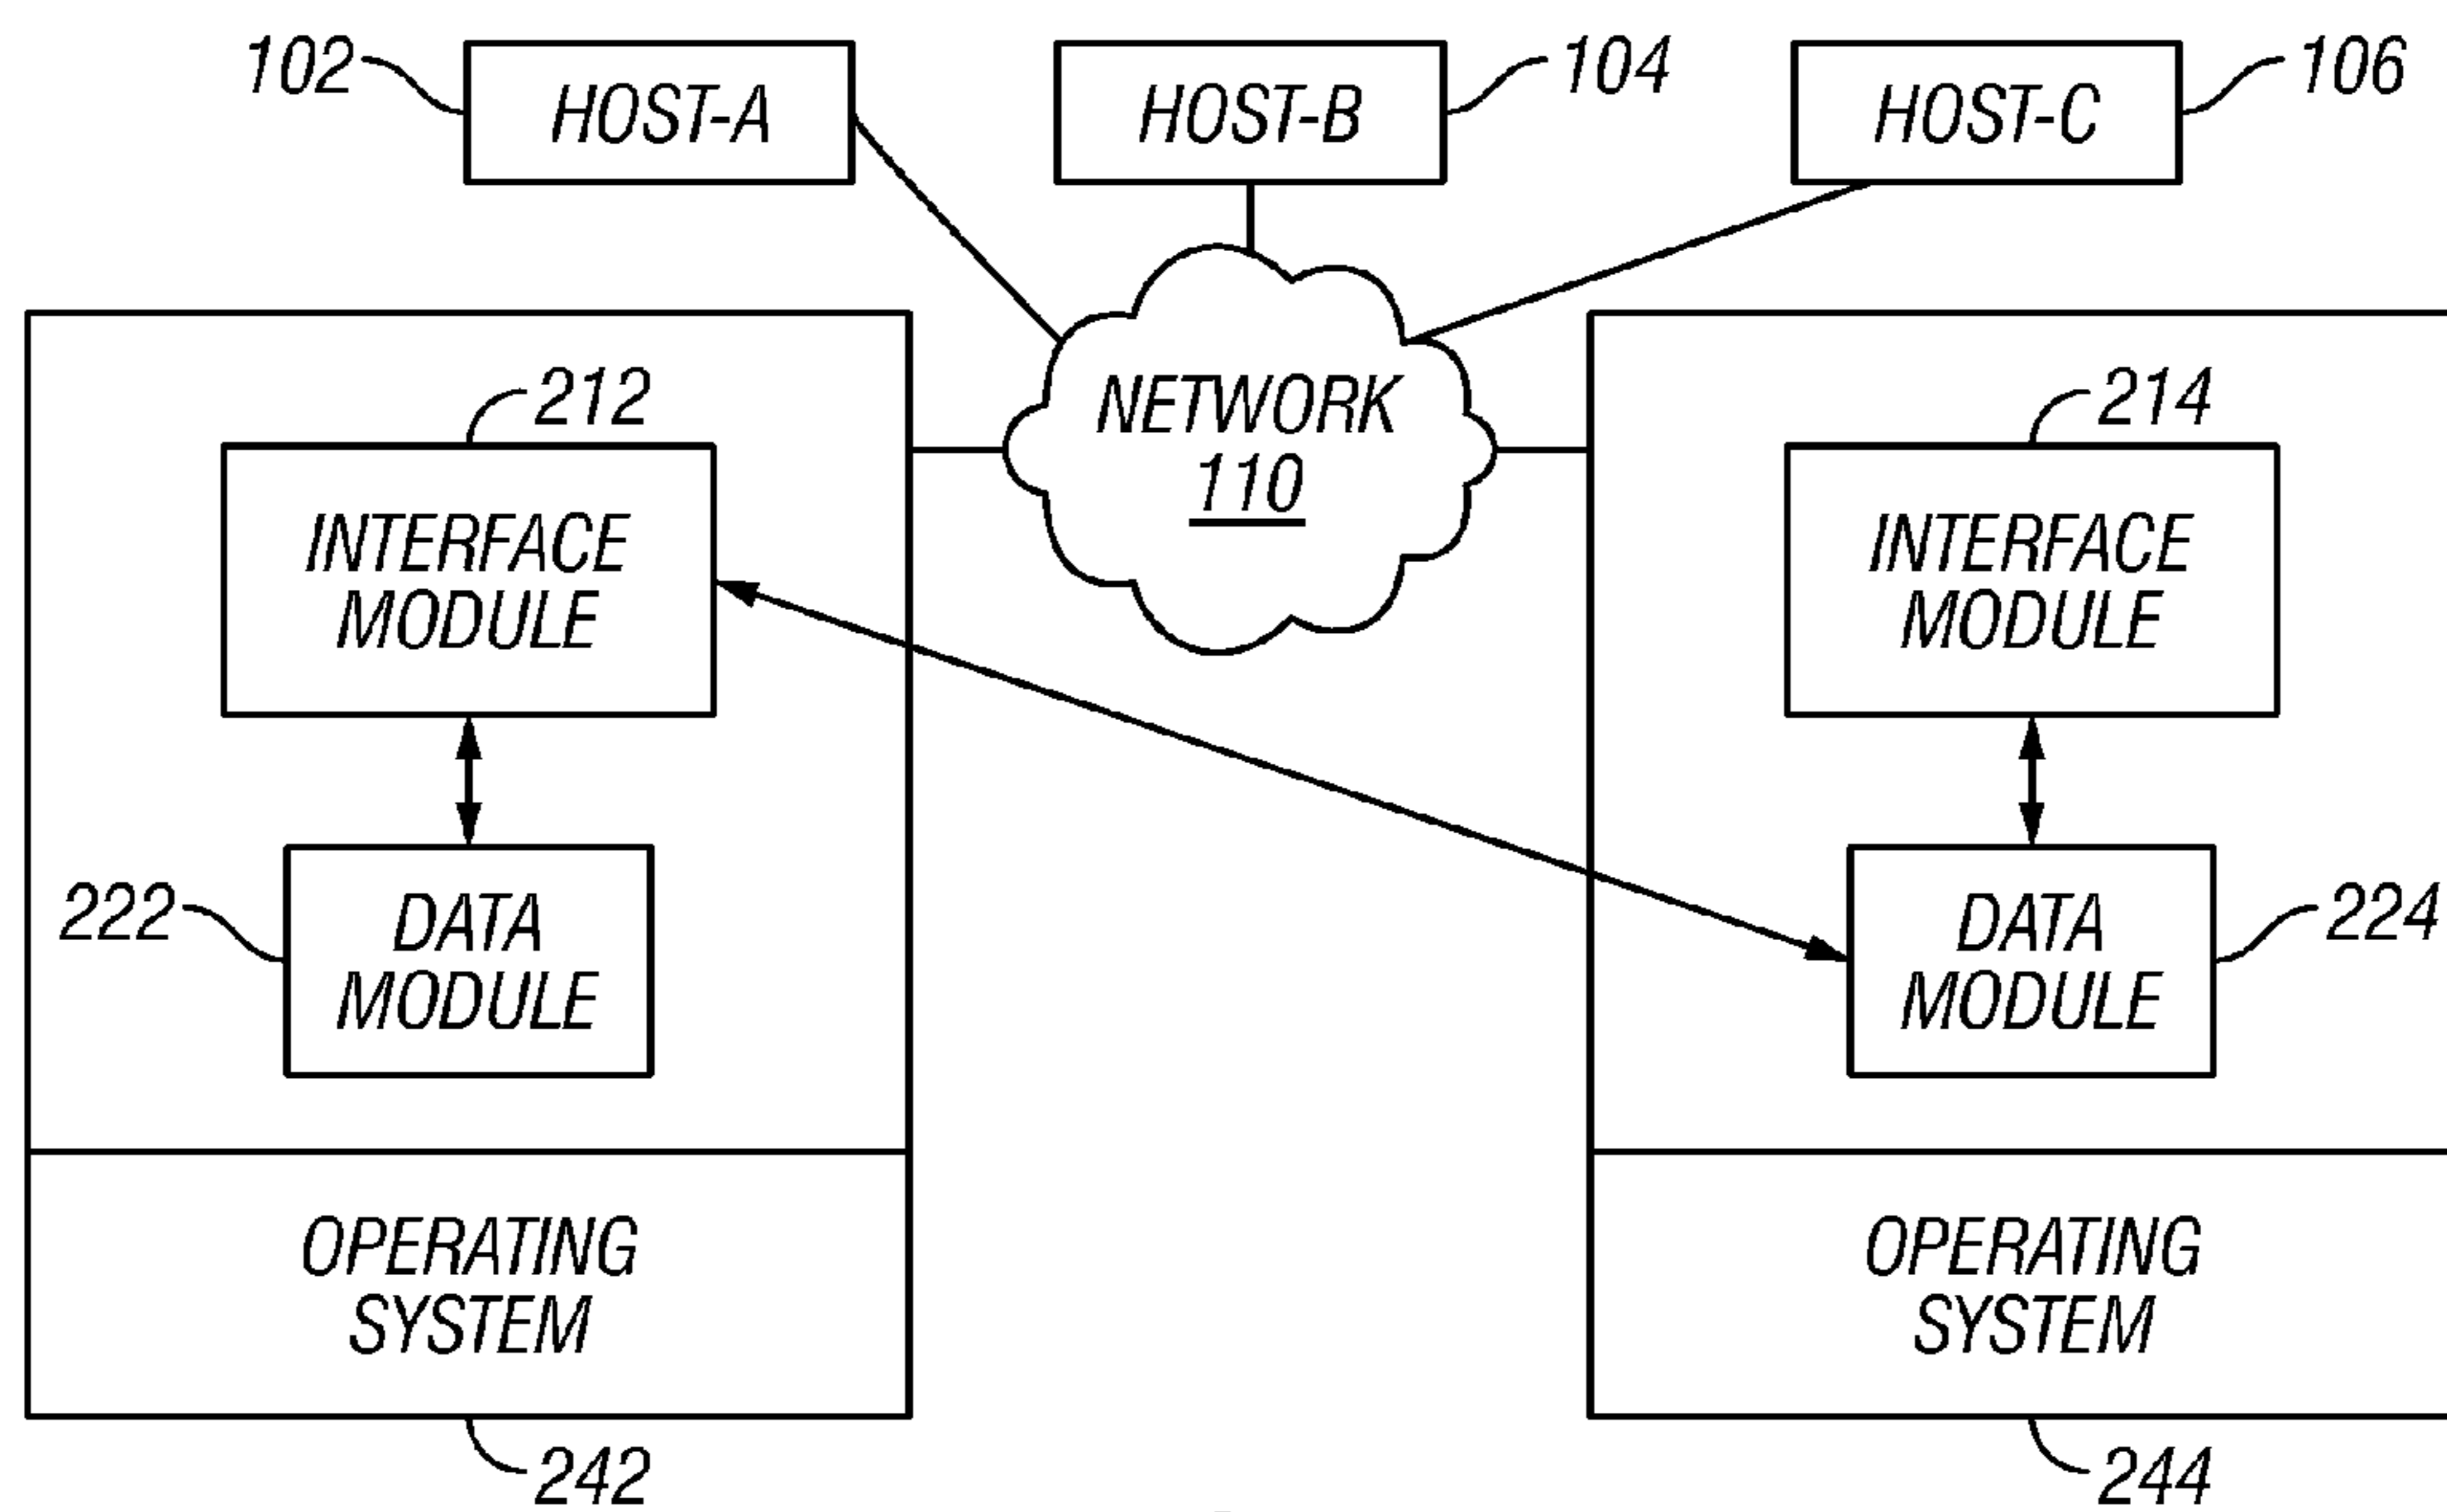 102
HOST-A
HOST-B
104
HOST-C
106
212
214
NETWORK
110
INTERFACE
MODULE
INTERFACE
MODULE
222
DATA
MODULE
DATA
MODULE
224
OPERATING
SYSTEM
OPERATING
SYSTEM
242
244